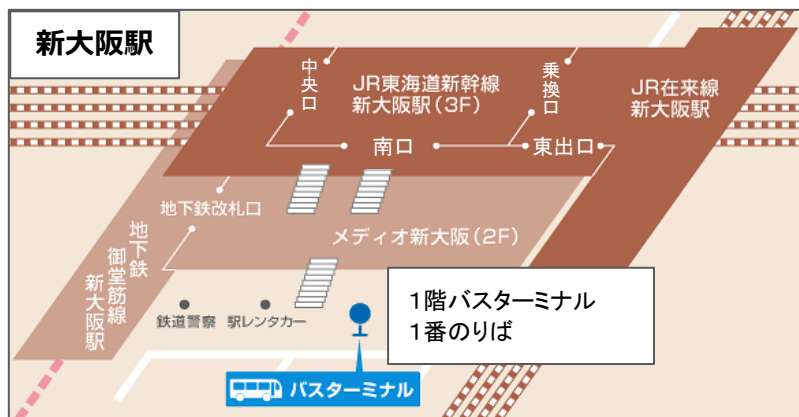 新大阪駅
中央口
JR東海道新幹線
新大阪駅(3F)
乗換口
JR在来線
新大阪駅
南口
東出口
地下鉄改札口
地下鉄
御堂筋線
新大阪駅
メディオ新大阪(2F)
鉄道警察
駅レンタカー
1階バスターミナル
1番のりば
バスターミナル